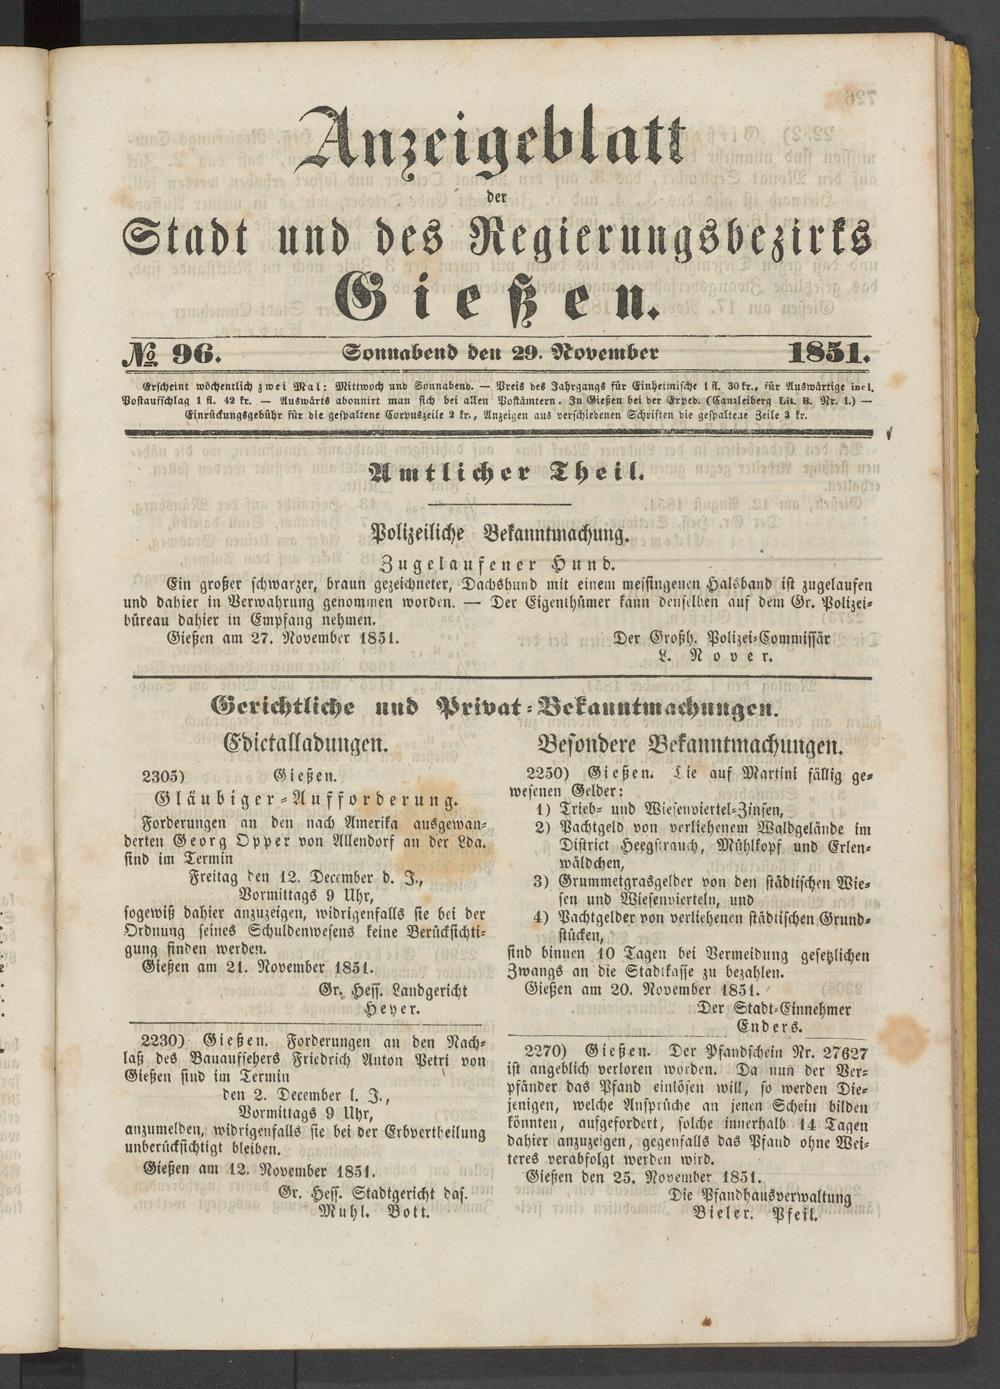 Anzeigeblatt
der
Stadt und des Regierungsbezirks
Gießen.
№ 96. Sonnabend den 29. November 1851.
Erscheint wöchentlich zwei Mal: Mittwoch und Sonnabend. — Preis des Jahrgangs für Einheimische 1 fl. 30 kr., für Auswärtige incl.
Postaufschlag 1 fl. 42 kr. — Auswärts abonnirt man sich bei allen Postämtern. In Gießen bei der Exped. (Canzleiberg Lit. B. Nr. 1.) —
Einrückungsgebühr für die gespaltene Corpuszeile 2 kr., Anzeigen aus verschiedenen Schriften die gespaltene Zeile 3 kr.
Amtlicher Theil.
Polizeiliche Bekanntmachung.
Zugelaufener Hund.
Ein großer schwarzer, braun gezeichneter, Dachshund mit einem messingenen Halsband ist zugelaufen
und dahier in Verwahrung genommen worden. — Der Eigenthümer kann denselben auf dem Gr. Polizei-
büreau dahier in Empfang nehmen.
Gießen am 27. November 1851. Der Großh. Polizei-Commissär
L. Nover.
Gerichtliche und Privat-Bekanntmachungen.
Edictalladungen.
2305) Gießen.
Gläubiger-Aufforderung.
Forderungen an den nach Amerika ausgewan-
derten Georg Opper von Allendorf an der Lda.
sind im Termin
Freitag den 12. December d. J.,
Vormittags 9 Uhr,
sogewiß dahier anzuzeigen, widrigenfalls sie bei der
Ordnung seines Schuldenwesens keine Berücksichti-
gung finden werden.
Gießen am 21. November 1851.
Gr. Hess. Landgericht
Heyer.
2230) Gießen. Forderungen an den Nach-
laß des Bauaufsehers Friedrich Anton Petri von
Gießen sind im Termin
den 2. December l. J.,
Vormittags 9 Uhr,
anzumelden, widrigenfalls sie bei der Erbvertheilung
unberücksichtigt bleiben.
Gießen am 12. November 1851.
Gr. Hess. Stadtgericht das.
Muhl. Bott.
Besondere Bekanntmachungen.
2250) Gießen. Die auf Martini fällig ge-
wesenen Gelder:
1) Trieb- und Wiesenviertel-Zinsen,
2) Pachtgeld von verliehenem Waldgelände im
District Heegstrauch, Mühlkopf und Erlen-
wäldchen,
3) Grummetgrasgelder von den städtischen Wie-
sen und Wiesenvierteln, und
4) Pachtgelder von verliehenen städtischen Grund-
stücken,
sind binnen 10 Tagen bei Vermeidung gesetzlichen
Zwangs an die Stadtkasse zu bezahlen.
Gießen am 20. November 1851.
Der Stadt-Einnehmer
Enders.
2270) Gießen. Der Pfandschein Nr. 27627
ist angeblich verloren worden. Da nun der Ver-
pfänder das Pfand einlösen will, so werden Die-
jenigen, welche Ansprüche an jenen Schein bilden
könnten, aufgefordert, solche innerhalb 14 Tagen
dahier anzuzeigen, gegenfalls das Pfand ohne Wei-
teres verabfolgt werden wird.
Gießen den 25. November 1851.
Die Pfandhausverwaltung
Bieler. Pfeil.